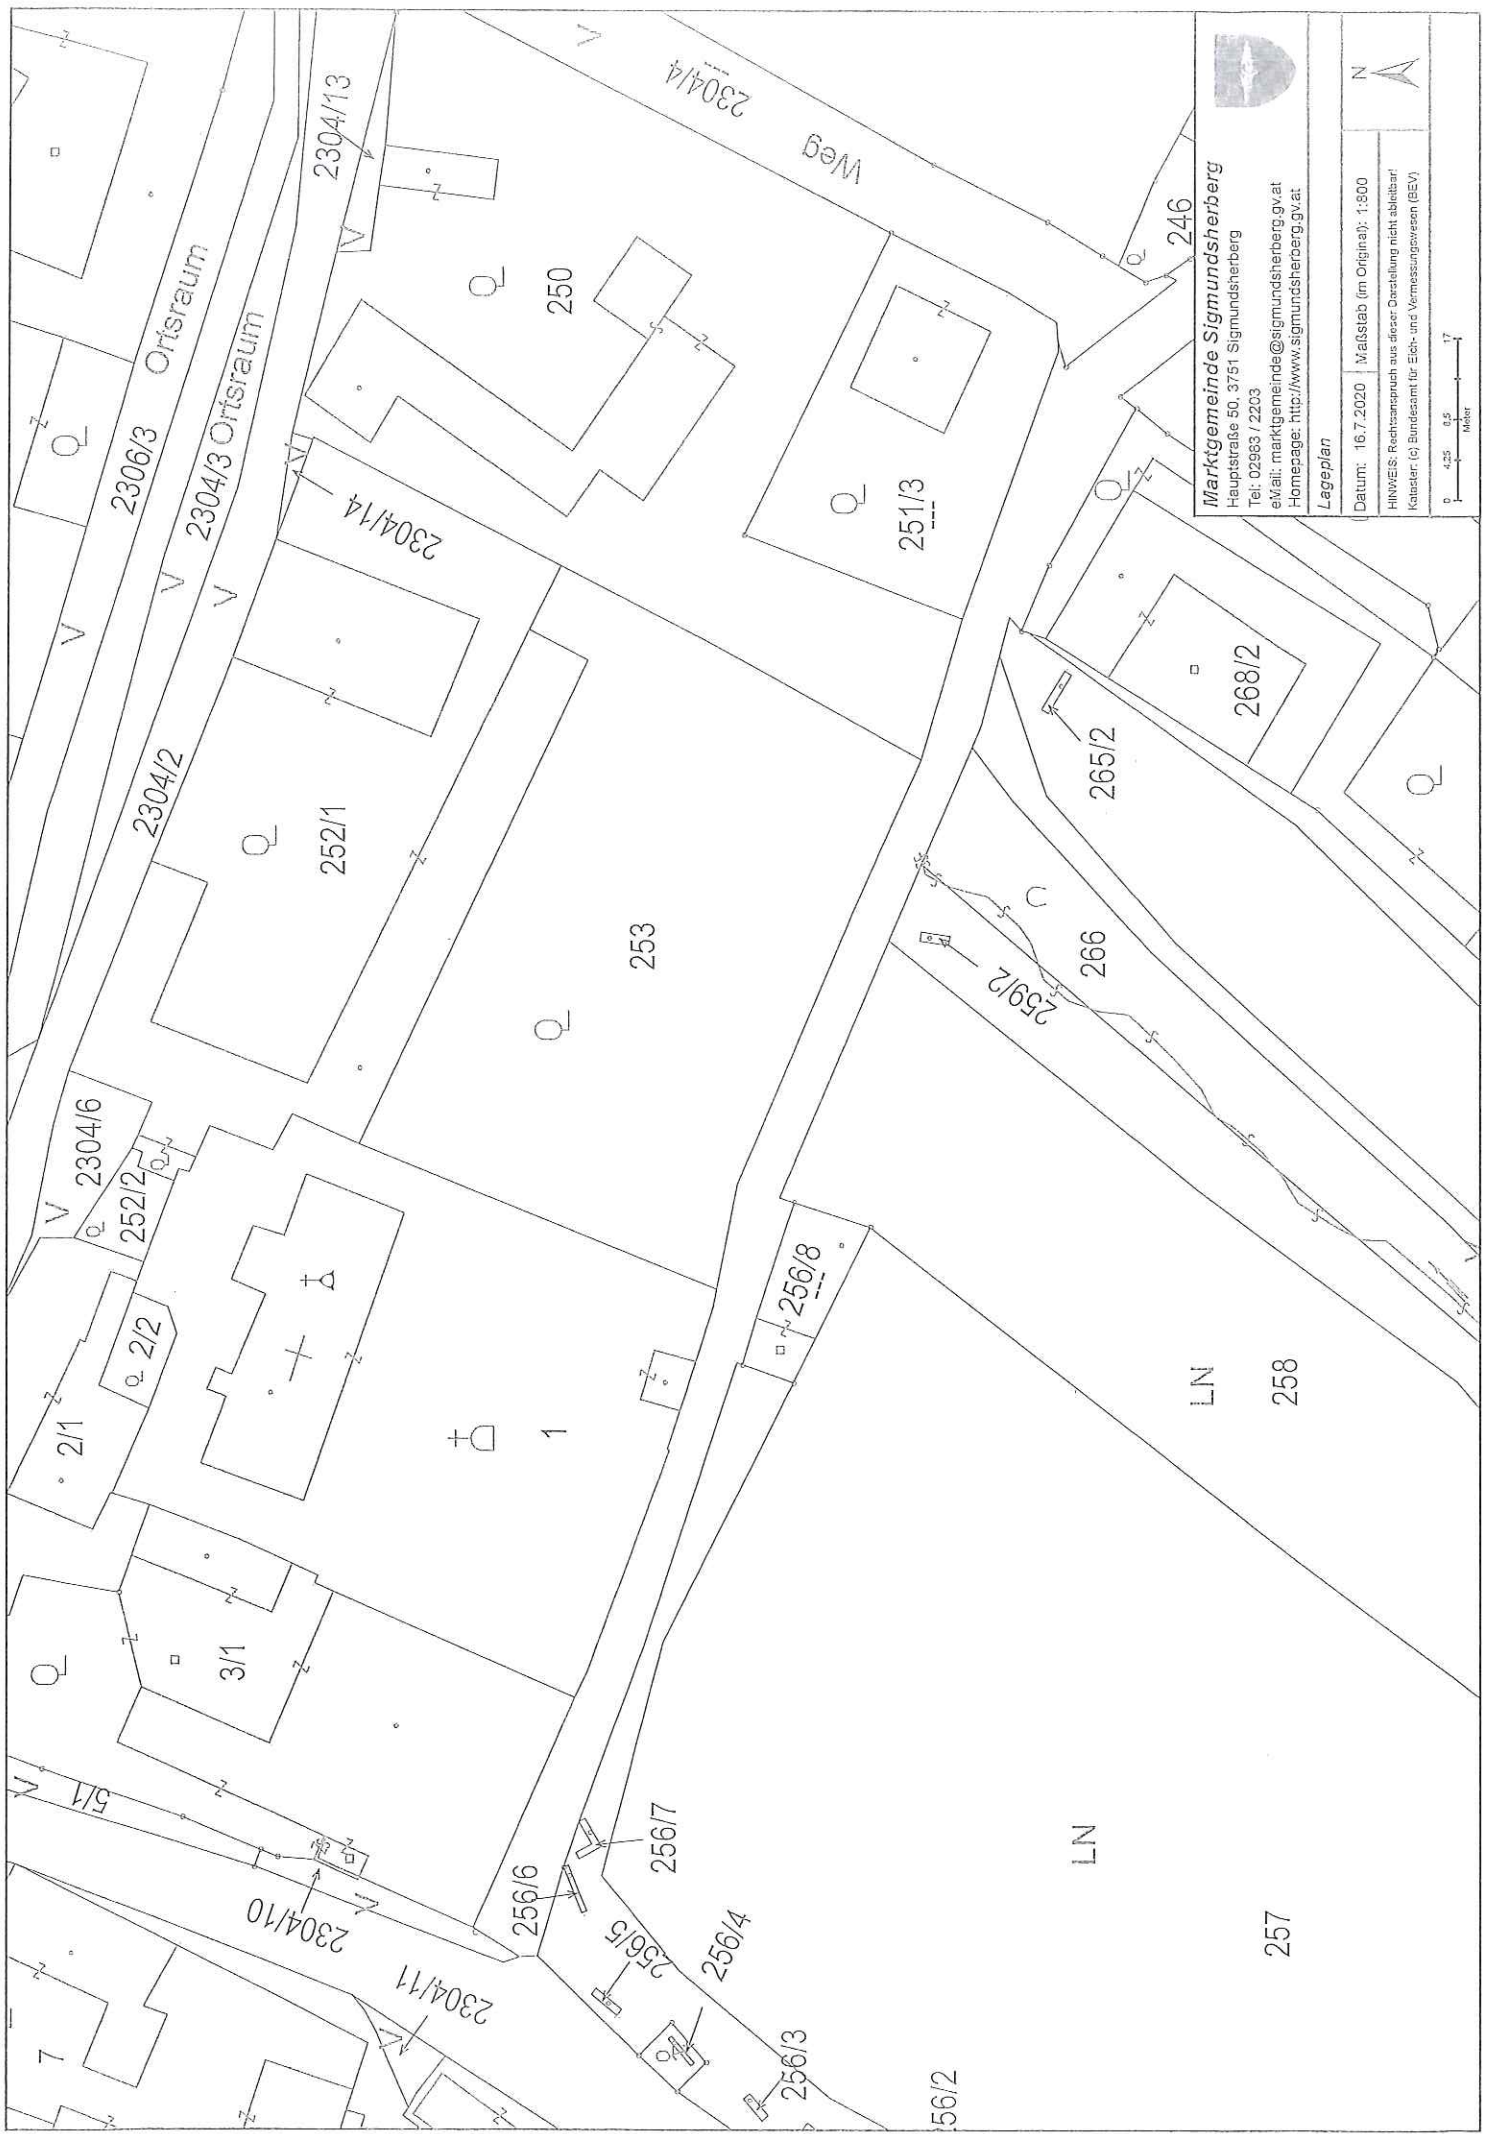 2304/13
V
2304/4
Weg
Ortsraum
2306/3
2304/3 Ortsraum
2304/14
V
V
V
V
V
250
251/3
246
252/1
2304/2
253
268/2
265/2
266
259/2
2304/6
252/2
V
2/2
2/1
1
256/8
LN
258
3/1
5/1
V
2304/10
V
2304/11
V
7
256/6
256/7
256/5
256/4
256/3
56/2
LN
257
Marktgemeinde Sigmundsherberg
Hauptstraße 50, 3751 Sigmundsherberg
Tel: 02983 / 2203
eMail: marktgemeinde@sigmundsherberg.gv.at
Homepage: http://www.sigmundsherberg.gv.at
Lageplan
Datum: 16.7.2020 Maßstab (im Original): 1:800
HINWEIS: Rechtsanspruch aus dieser Darstellung nicht ableitbar!
Kataster: (c) Bundesamt für Eich- und Vermessungswesen (BEV)
N
0 4,25 8,5 17
Meter